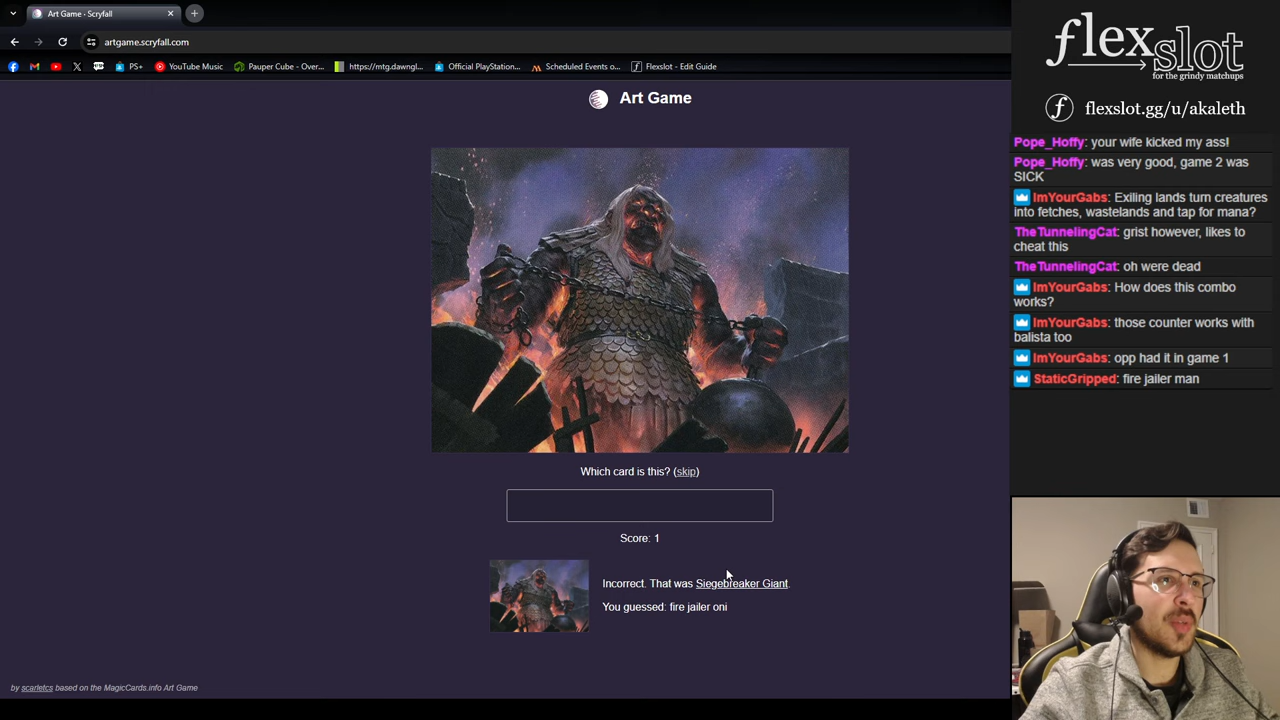 Art Game - Scryfall
artgame.scryfall.com
PS+
YouTube Music
Pauper Cube - Over...
https://mtg.dawngl...
Official PlayStation...
Scheduled Events o...
Flexslot - Edit Guide
Art Game
Which card is this? (skip)
Score: 1
Incorrect. That was Siegebreaker Giant.
You guessed: fire jailer oni
by scarletcs based on the MagicCards.info Art Game
flexslot
for the grindy matchups
flexslot.gg/u/akaleth
Pope_Hoffy: your wife kicked my ass!
Pope_Hoffy: was very good, game 2 was
SICK
ImYourGabs: Exiling lands turn creatures
into fetches, wastelands and tap for mana?
TheTunnelingCat: grist however, likes to
cheat this
TheTunnelingCat: oh were dead
ImYourGabs: How does this combo
works?
ImYourGabs: those counter works with
balista too
ImYourGabs: opp had it in game 1
StaticGripped: fire jailer man